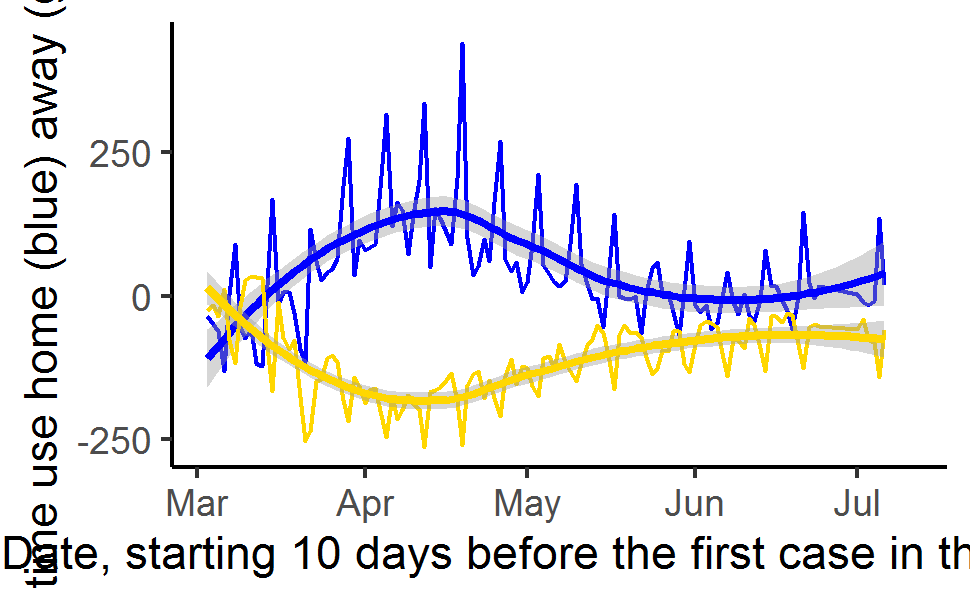 time use home (blue) away (
250
0
-250
Mar Apr May Jun Jul
Date, starting 10 days before the first case in th